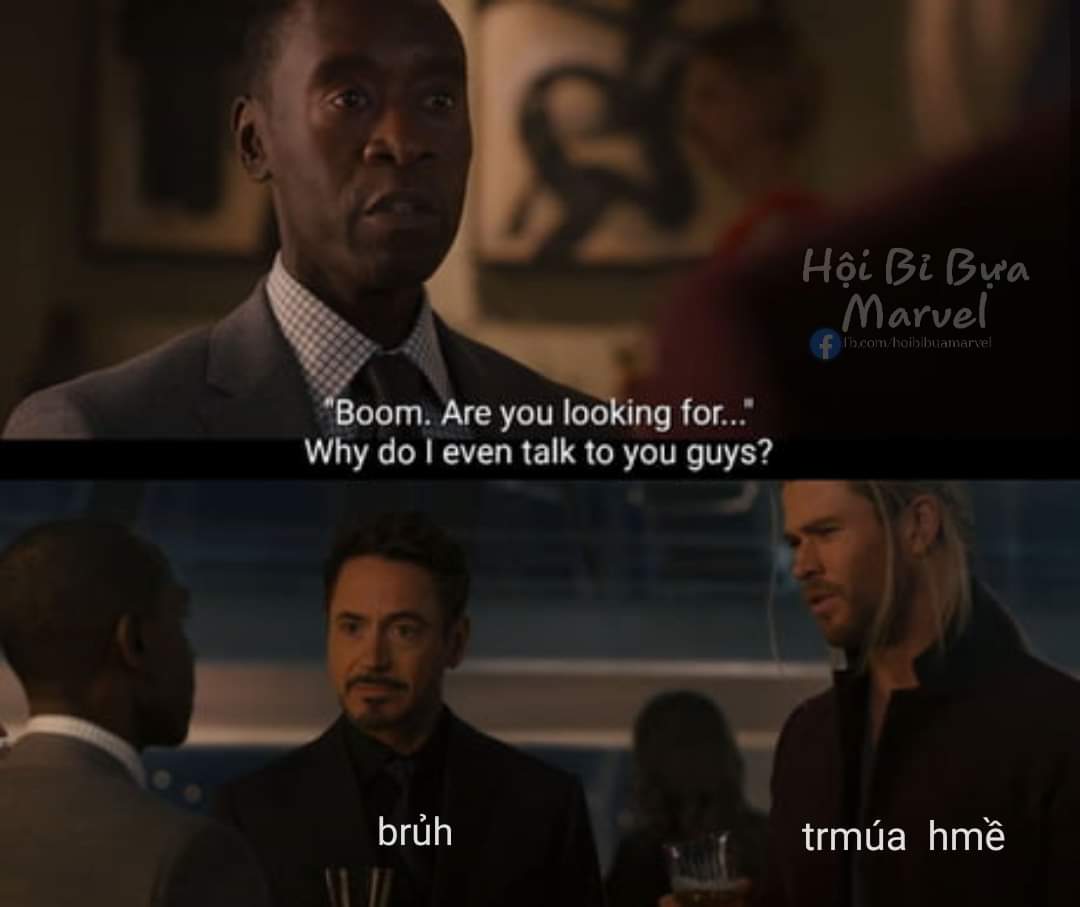 Hội Bỉ Bựa
Marvel
fb.com/hoibibuamarvel
"Boom. Are you looking for..."
Why do I even talk to you guys?
brủh
trmúa hmề